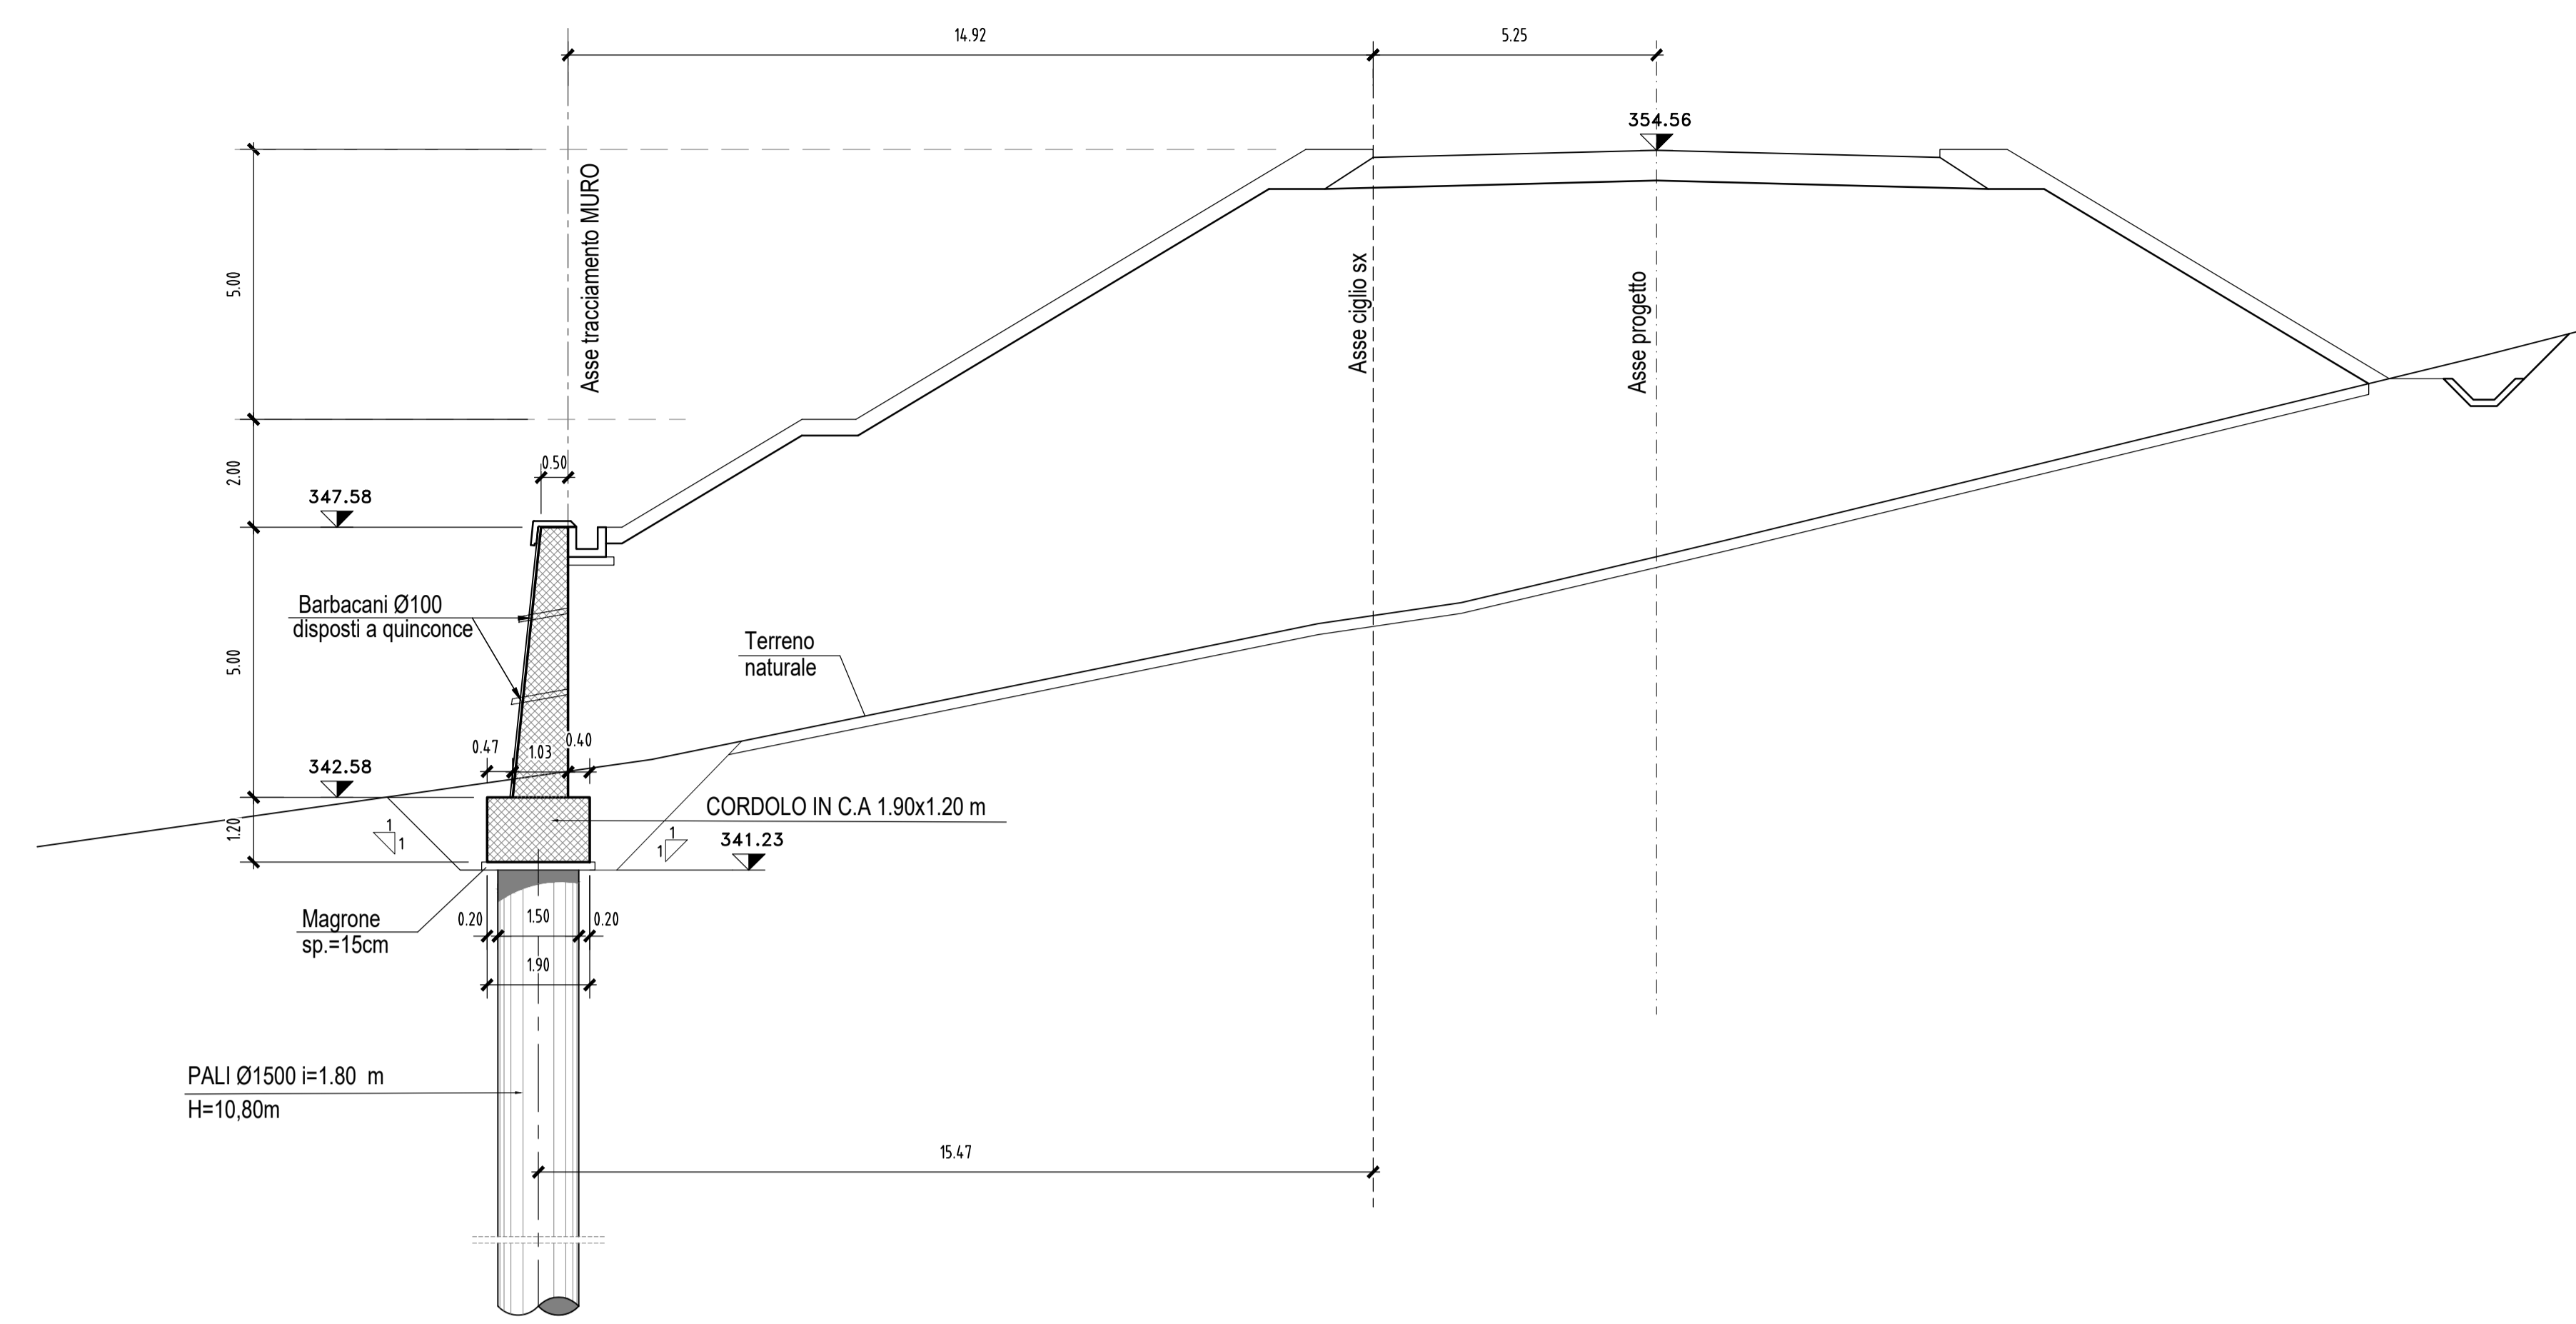 14.92
5.25
354.56
Asse tracciamento MURO
Asse ciglio sx
Asse progetto
5.00
2.00
0.50
347.58
Barbacani Ø100
disposti a quinconce
Terreno
naturale
5.00
0.47
1.03
0.40
342.58
CORDOLO IN C.A 1.90x1.20 m
1.20
1
1
1
1
341.23
Magrone
sp.=15cm
0.20
1.50
0.20
1.90
PALI Ø1500 i=1.80 m
H=10,80m
15.47